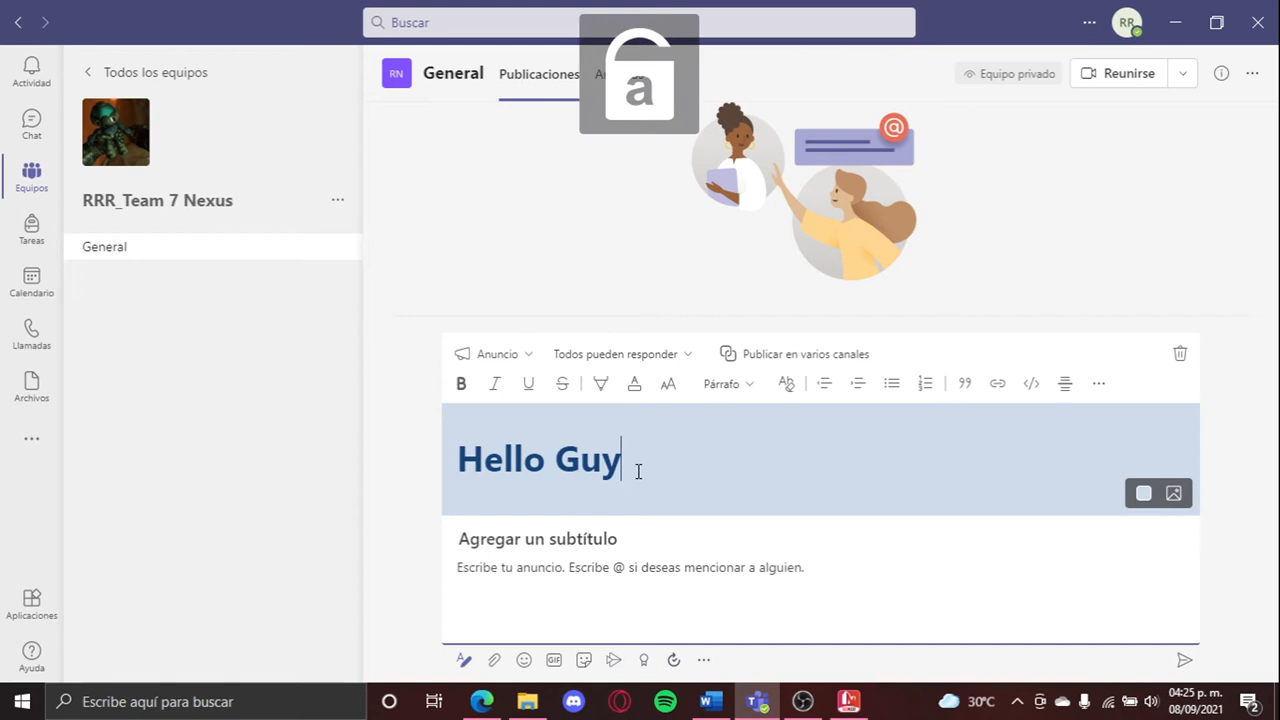 Buscar
RR
Actividad
Chat
Equipos
Tareas
Calendario
Llamadas
Archivos
Aplicaciones
Ayuda
Todos los equipos
RRR_Team 7 Nexus
General
RN
General
Publicaciones
a
Equipo privado
Reunirse
@
Anuncio
Todos pueden responder
Publicar en varios canales
B I U S
AA
Párrafo
Hello Guy
Agregar un subtítulo
Escribe tu anuncio. Escribe @ si deseas mencionar a alguien.
GIF
Escribe aquí para buscar
30°C
04:25 p. m.
08/09/2021
2